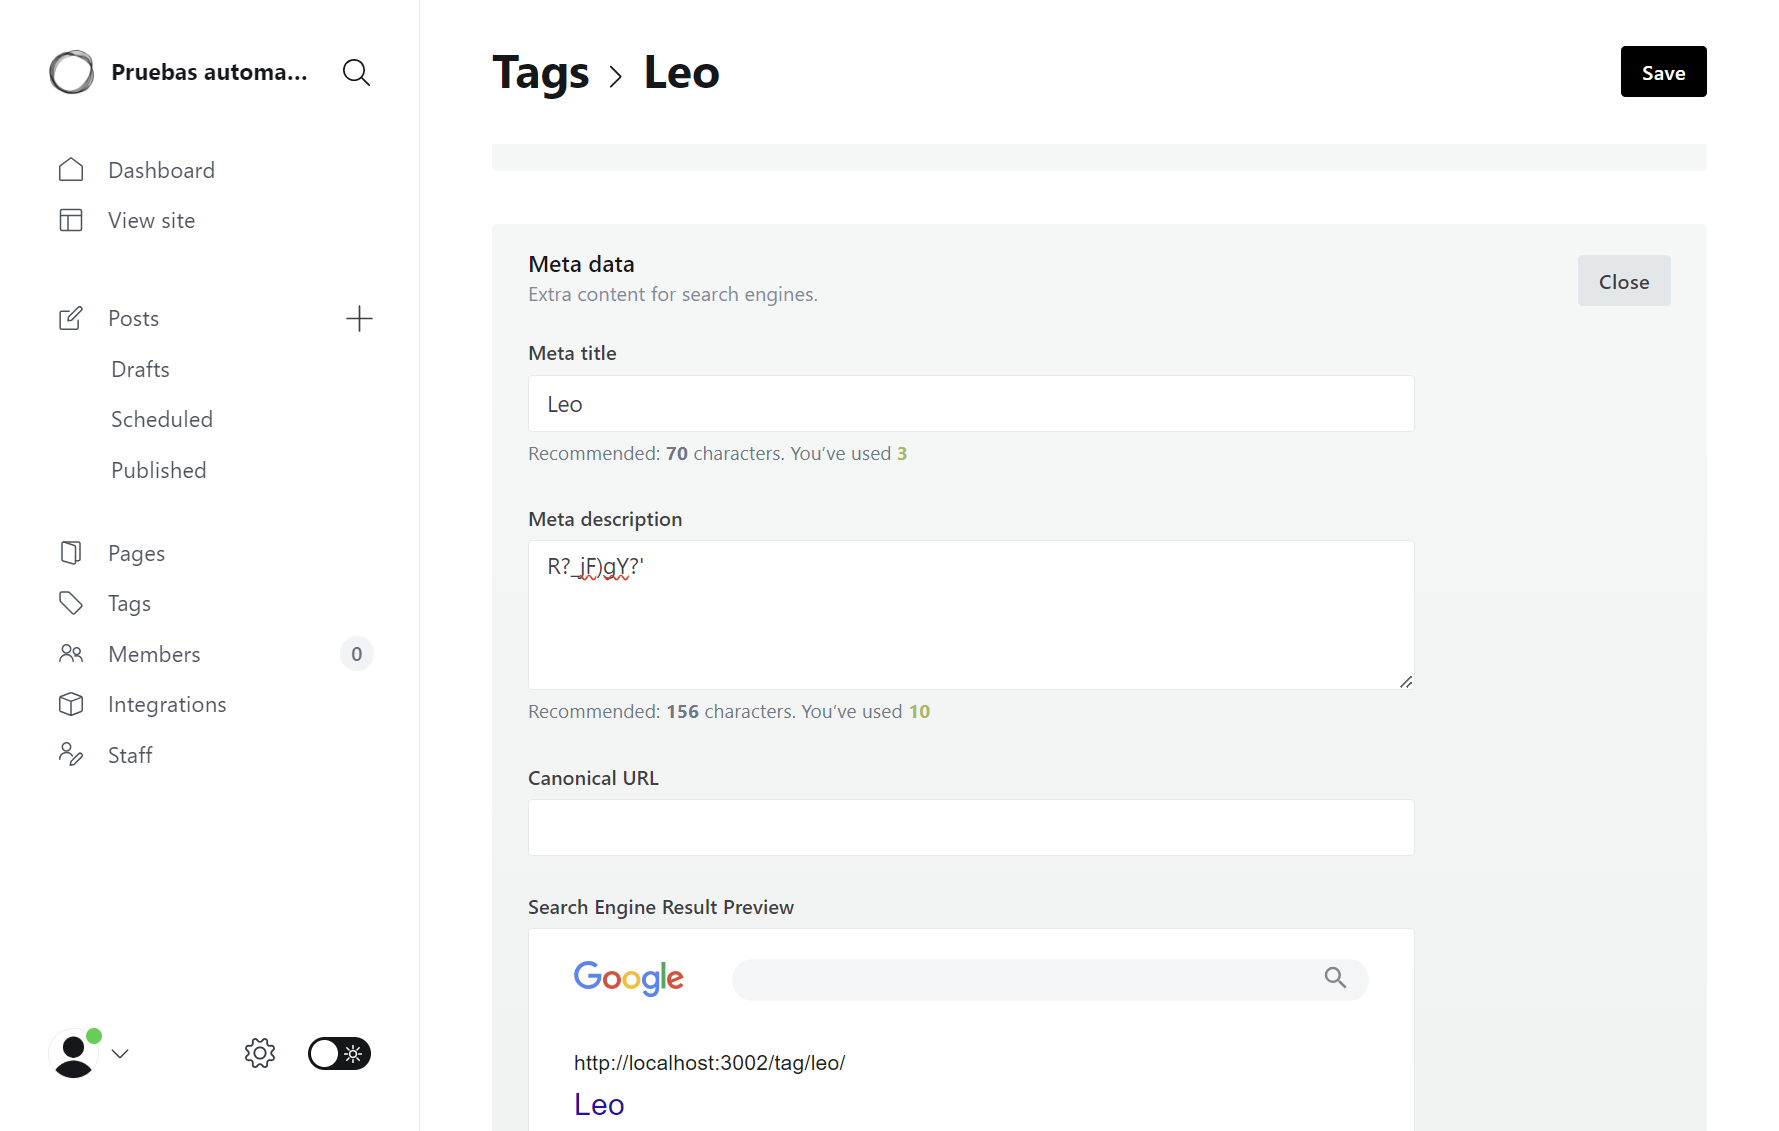 Pruebas automa...
Dashboard
View site
Posts
Drafts
Scheduled
Published
Pages
Tags
Members
0
Integrations
Staff
Tags > Leo
Save
Meta data
Extra content for search engines.
Close
Meta title
Leo
Recommended: 70 characters. You’ve used 3
Meta description
R?_jF)gY?'
Recommended: 156 characters. You’ve used 10
Canonical URL
Search Engine Result Preview
Google
http://localhost:3002/tag/leo/
Leo